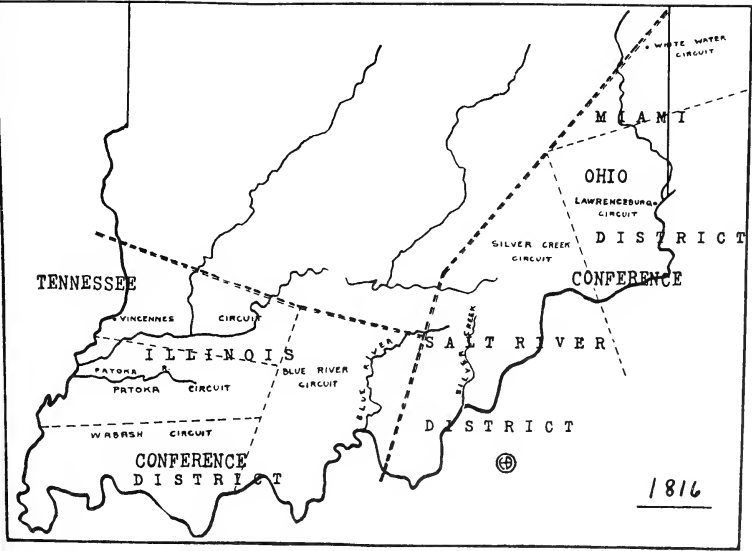 WHITE WATER
CIRCUIT
MIAMI
OHIO
LAWRENCEBURG
CIRCUIT
DISTRICT
SILVER CREEK
CIRCUIT
CONFERENCE
TENNESSEE
VINCENNES CIRCUIT
ILLINOIS
SALT RIVER
BLUE RIVER
SILVER CREEK
PATOKA R.
PATOKA CIRCUIT
BLUE RIVER
CIRCUIT
WABASH CIRCUIT
DISTRICT
CONFERENCE
DISTRICT
1816